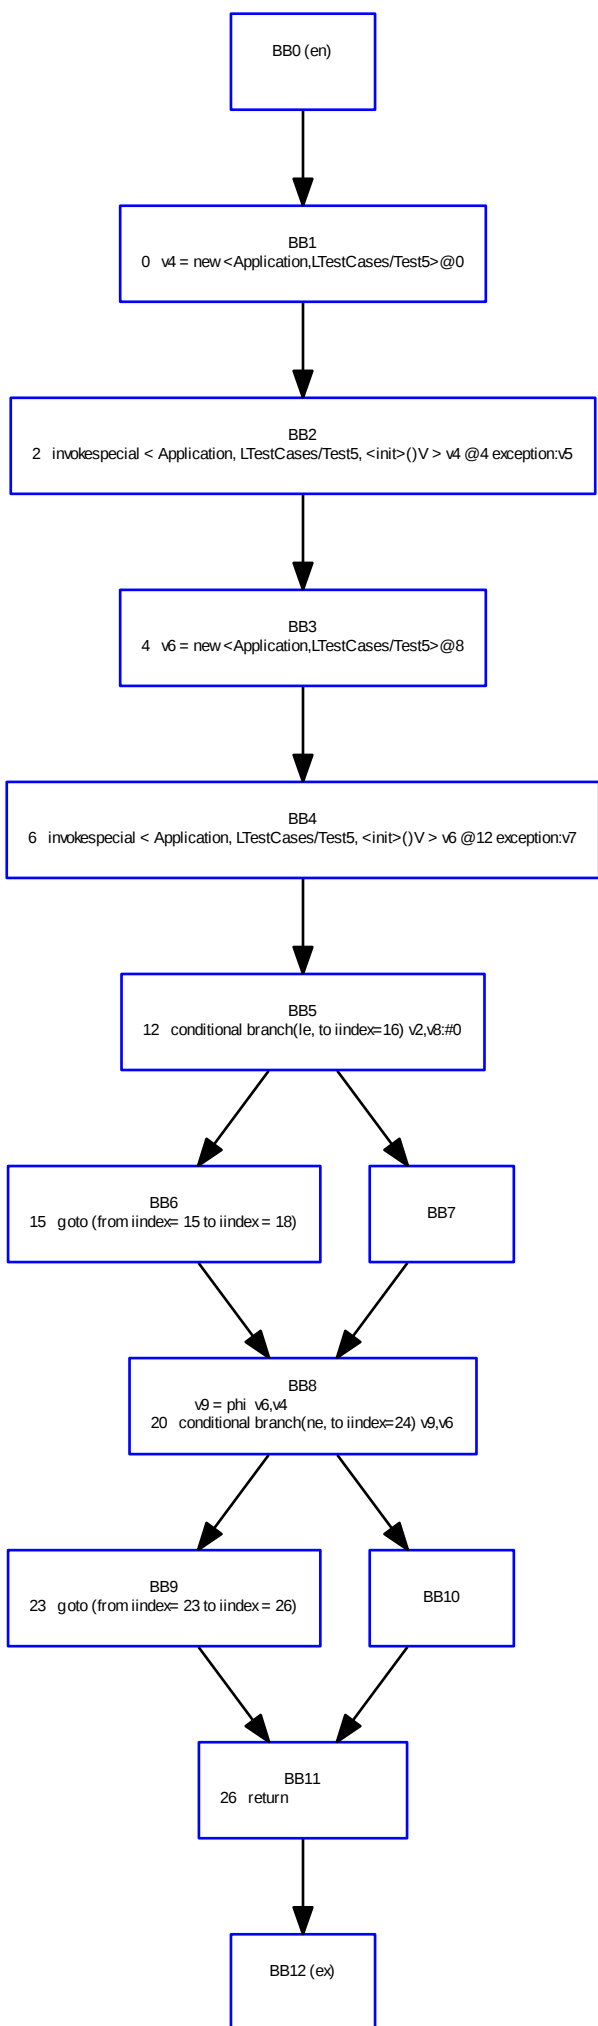 BB0 (en)
BB1
0 v4 = new <Application,LTestCases/Test5>@0
BB2
2 invokespecial < Application, LTestCases/Test5, <init>()V > v4 @4 exception:v5
BB3
4 v6 = new <Application,LTestCases/Test5>@8
BB4
6 invokespecial < Application, LTestCases/Test5, <init>()V > v6 @12 exception:v7
BB5
12 conditional branch(le, to iindex=16) v2,v8:#0
BB6
15 goto (from iindex= 15 to iindex = 18)
BB7
BB8
v9 = phi v6,v4
20 conditional branch(ne, to iindex=24) v9,v6
BB9
23 goto (from iindex= 23 to iindex = 26)
BB10
BB11
26 return
BB12 (ex)